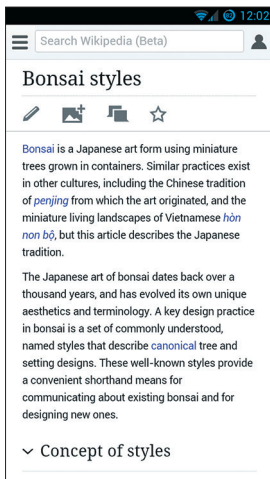 12:02
Search Wikipedia (Beta)
Bonsai styles
Bonsai is a Japanese art form using miniature
trees grown in containers. Similar practices exist
in other cultures, including the Chinese tradition
of penjing from which the art originated, and the
miniature living landscapes of Vietnamese hòn
non bộ, but this article describes the Japanese
tradition.
The Japanese art of bonsai dates back over a
thousand years, and has evolved its own unique
aesthetics and terminology. A key design practice
in bonsai is a set of commonly understood,
named styles that describe canonical tree and
setting designs. These well-known styles provide
a convenient shorthand means for
communicating about existing bonsai and for
designing new ones.
Concept of styles